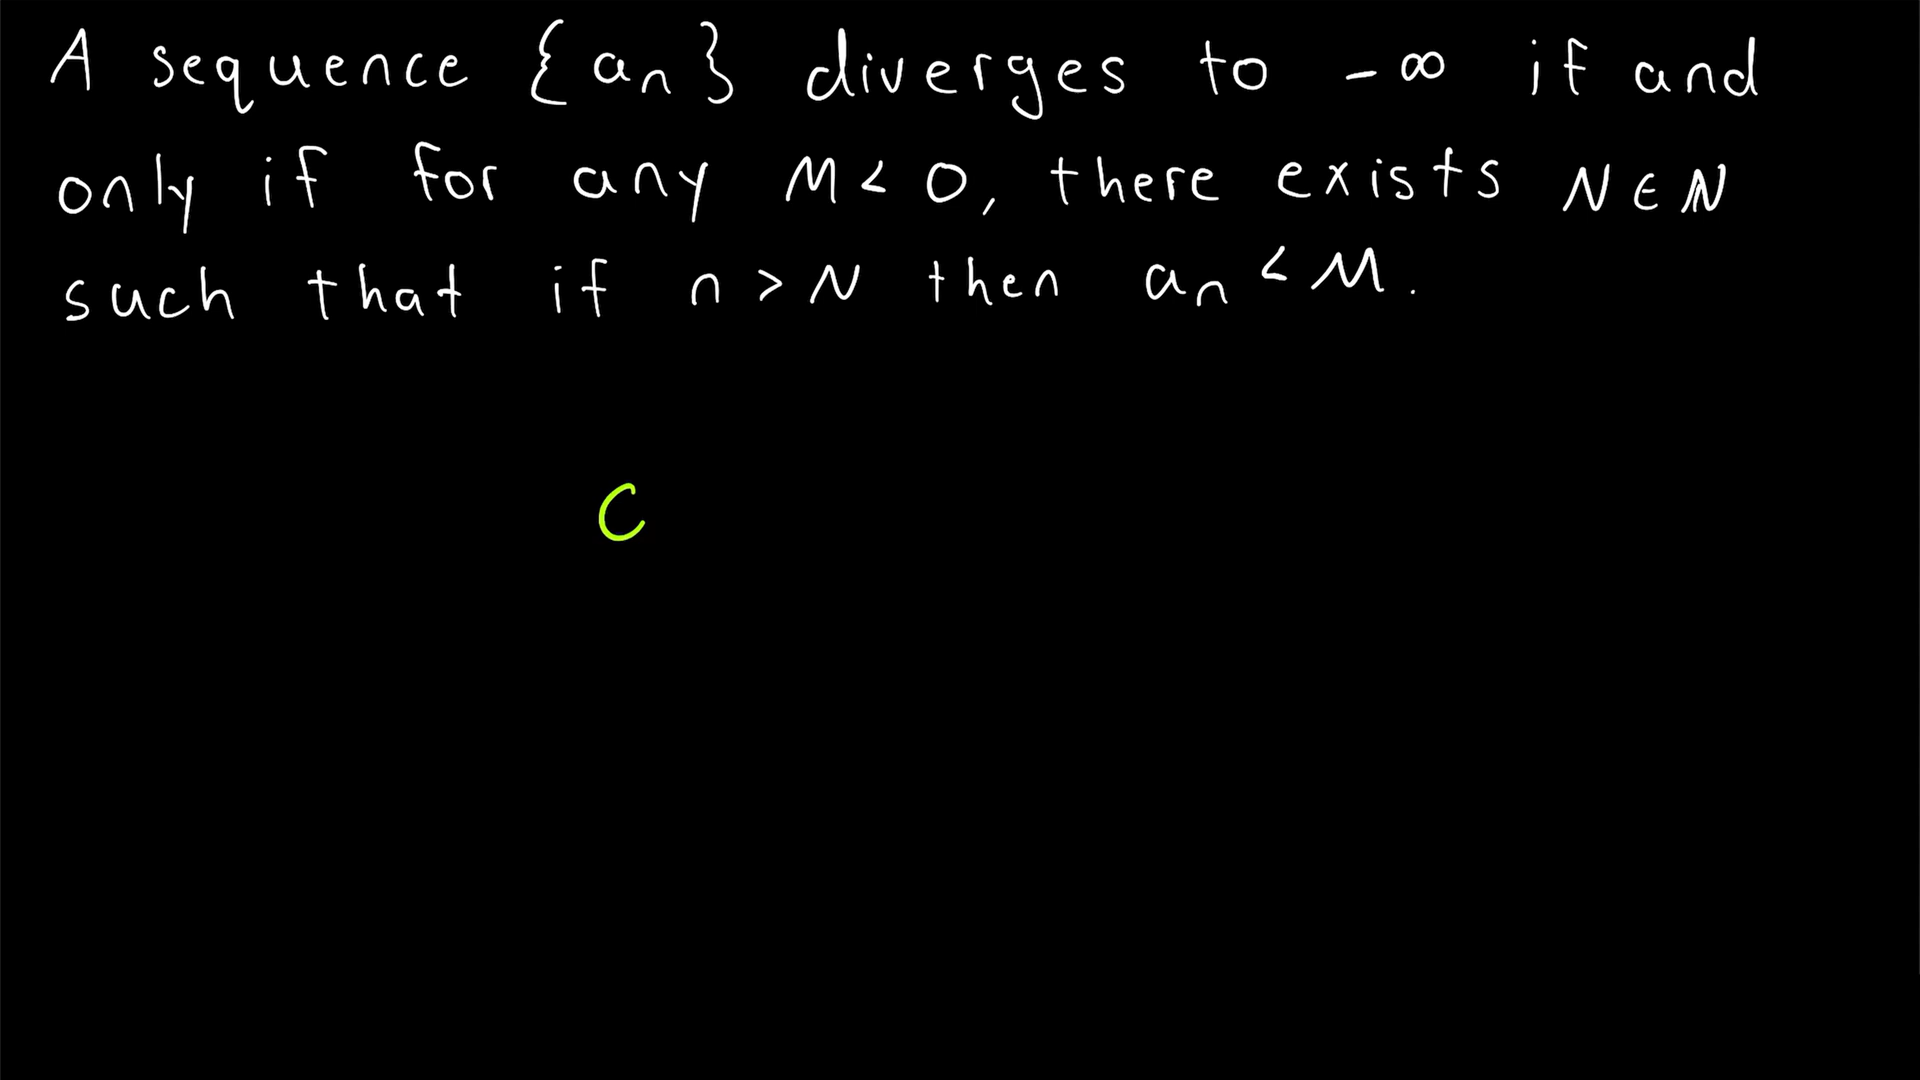 A sequence {aₙ} diverges to -∞ if and
only if for any M < 0, there exists N ∈ ℕ
such that if n > N then aₙ < M.
C